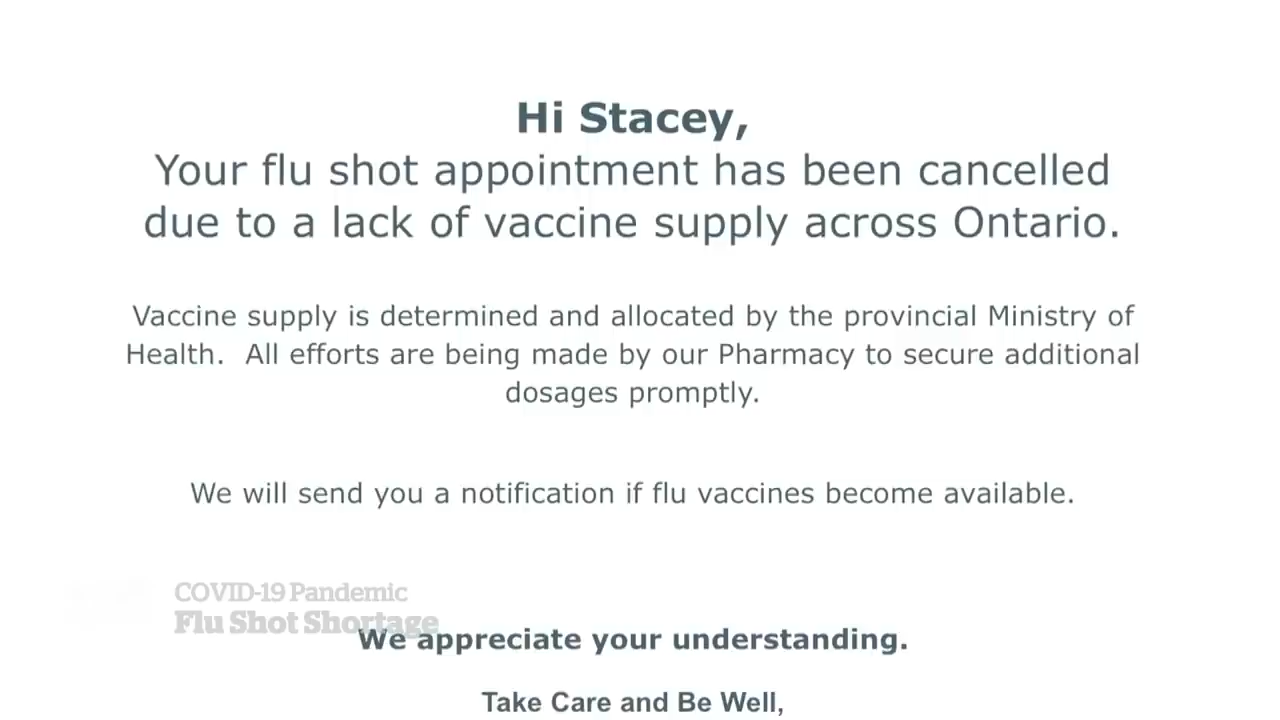 Hi Stacey,
Your flu shot appointment has been cancelled
due to a lack of vaccine supply across Ontario.
Vaccine supply is determined and allocated by the provincial Ministry of
Health.  All efforts are being made by our Pharmacy to secure additional
dosages promptly.
We will send you a notification if flu vaccines become available.
COVID-19 Pandemic
Flu Shot Shortage
We appreciate your understanding.
Take Care and Be Well,